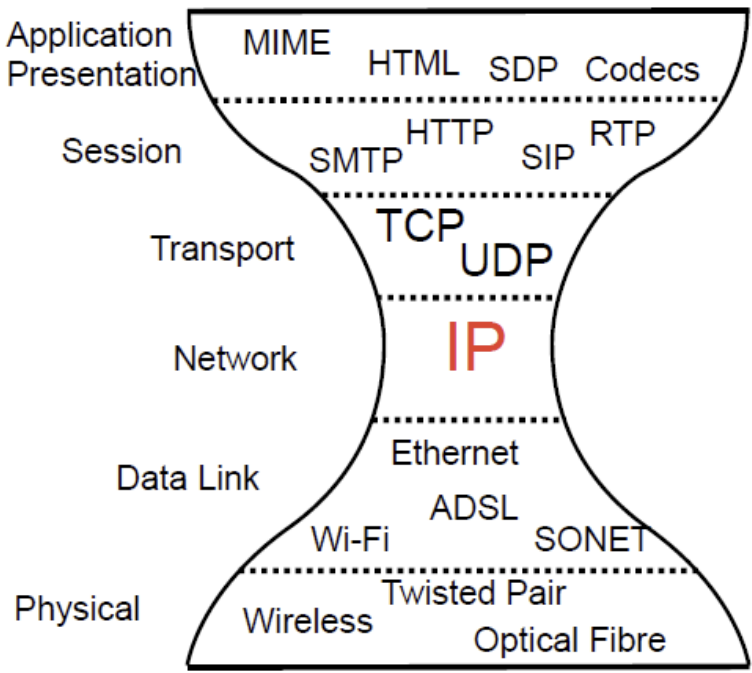 Application
Presentation
MIME
HTML
SDP
Codecs
Session
SMTP
HTTP
SIP
RTP
Transport
TCP
UDP
Network
IP
Data Link
Ethernet
ADSL
Wi-Fi
SONET
Physical
Twisted Pair
Wireless
Optical Fibre